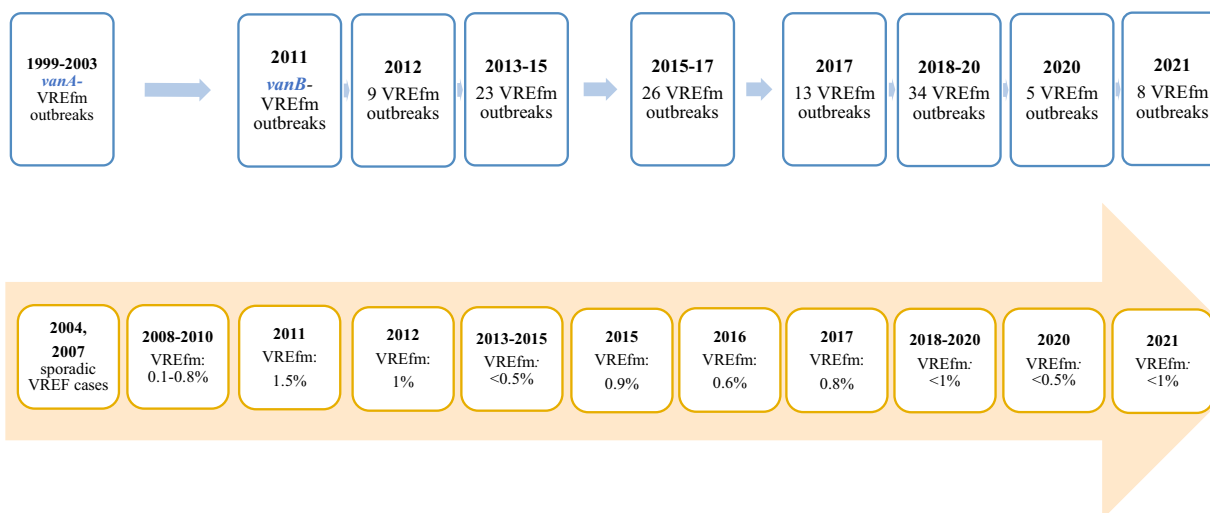 1999-2003
vanA-
VREfm
outbreaks
2011
vanB-
VREfm
outbreaks
2012
9 VREfm
outbreaks
2013-15
23 VREfm
outbreaks
2015-17
26 VREfm
outbreaks
2017
13 VREfm
outbreaks
2018-20
34 VREfm
outbreaks
2020
5 VREfm
outbreaks
2021
8 VREfm
outbreaks
2004,
2007
sporadic
VREF cases
2008-2010
VREfm:
0.1-0.8%
2011
VREfm:
1.5%
2012
VREfm:
1%
2013-2015
VREfm:
<0.5%
2015
VREfm:
0.9%
2016
VREfm:
0.6%
2017
VREfm:
0.8%
2018-2020
VREfm:
<1%
2020
VREfm:
<0.5%
2021
VREfm:
<1%